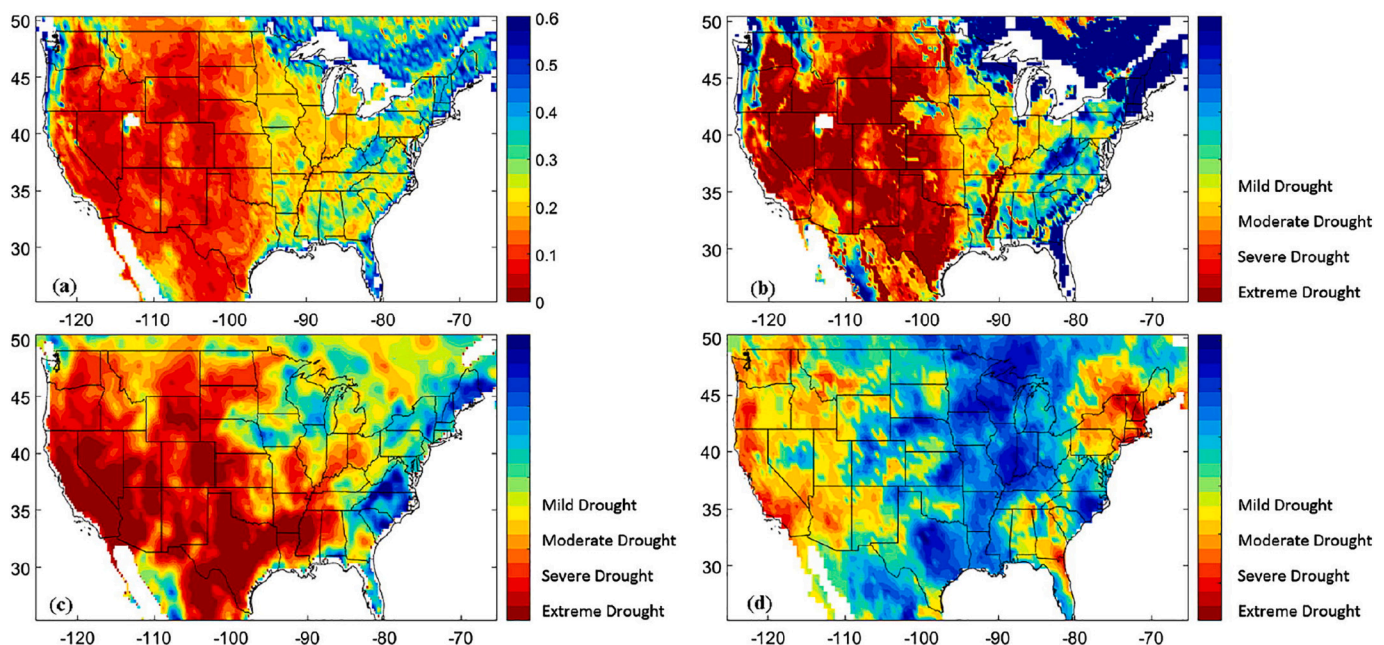 50
45
40
35
30
(a)
-120 -110 -100 -90 -80 -70
0.6
0.5
0.4
0.3
0.2
0.1
0
50
45
40
35
30
(b)
-120 -110 -100 -90 -80 -70
Mild Drought
Moderate Drought
Severe Drought
Extreme Drought
50
45
40
35
30
(c)
-120 -110 -100 -90 -80 -70
Mild Drought
Moderate Drought
Severe Drought
Extreme Drought
50
45
40
35
30
(d)
-120 -110 -100 -90 -80 -70
Mild Drought
Moderate Drought
Severe Drought
Extreme Drought